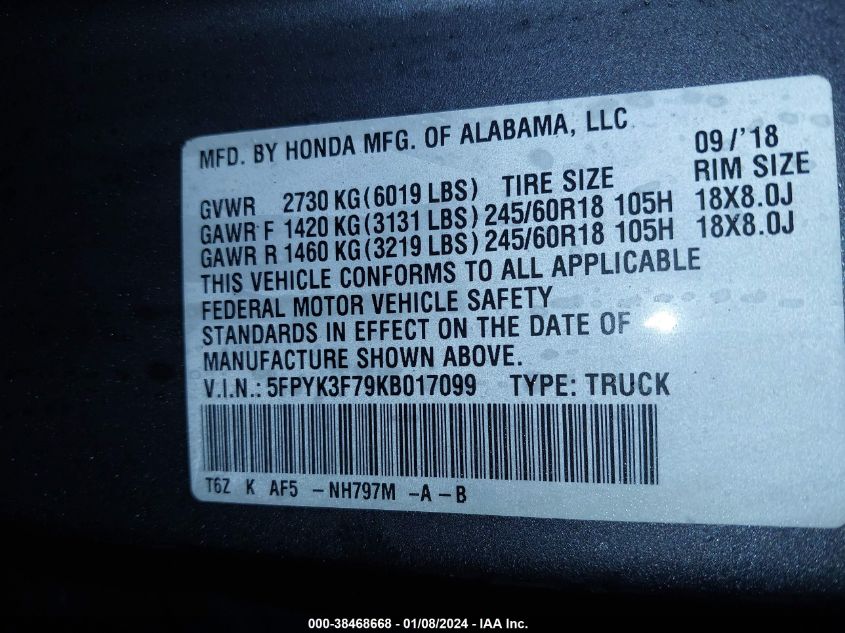 MFD. BY HONDA MFG. OF ALABAMA, LLC 09/'18
GVWR 2730 KG(6019 LBS) TIRE SIZE RIM SIZE
GAWR F 1420 KG(3131 LBS) 245/60R18 105H 18X8.0J
GAWR R 1460 KG(3219 LBS) 245/60R18 105H 18X8.0J
THIS VEHICLE CONFORMS TO ALL APPLICABLE
FEDERAL MOTOR VEHICLE SAFETY
STANDARDS IN EFFECT ON THE DATE OF
MANUFACTURE SHOWN ABOVE.
V.I.N.: 5FPYK3F79KB017099 TYPE: TRUCK
T6Z K AF5 -NH797M -A -B
000-38468668 - 01/08/2024 - IAA Inc.